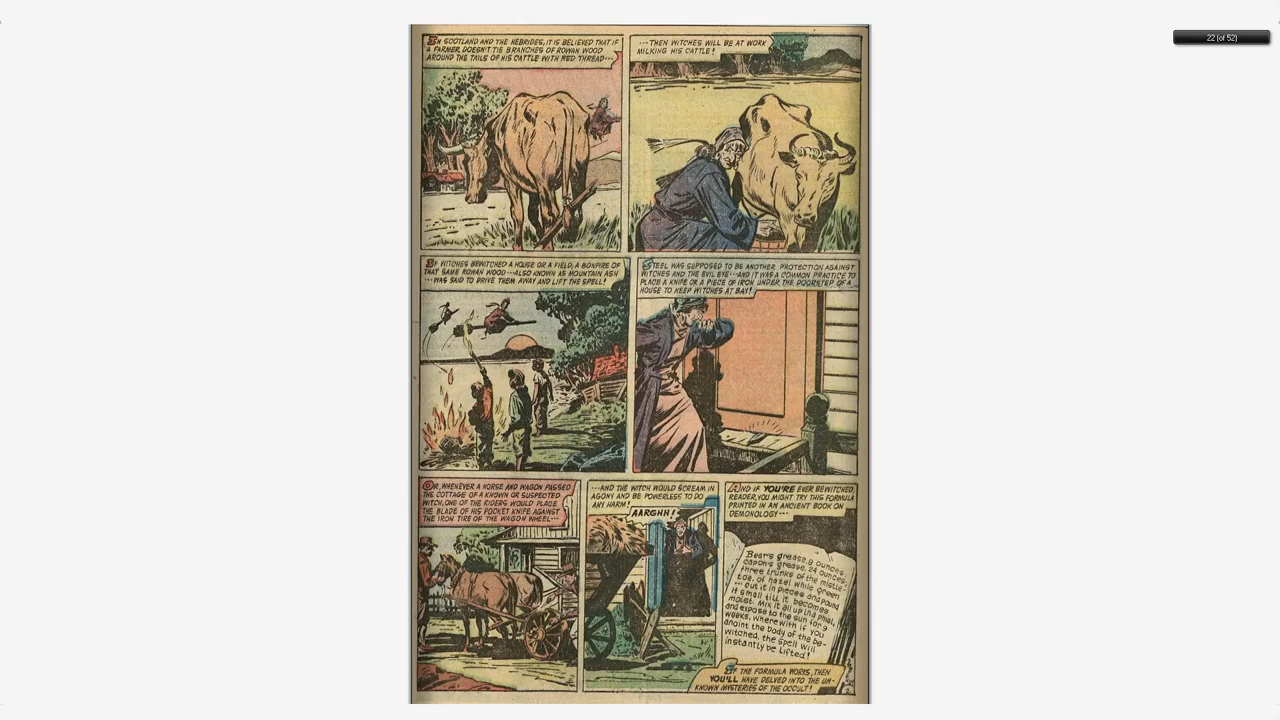 22 (of 52)
IN SCOTLAND AND THE HEBRIDES, IT IS BELIEVED THAT IF
A FARMER DOESN'T TIE BRANCHES OF ROWAN WOOD
AROUND THE TAILS OF HIS CATTLE WITH RED THREAD...
...THEN WITCHES WILL BE AT WORK
MILKING HIS CATTLE!
IF WITCHES BEWITCHED A HOUSE OR A FIELD, A BONFIRE OF
THAT SAME ROWAN WOOD...ALSO KNOWN AS MOUNTAIN ASH
...WAS SAID TO DRIVE THEM AWAY AND LIFT THE SPELL!
STEEL WAS SUPPOSED TO BE ANOTHER PROTECTION AGAINST
WITCHES AND THE EVIL EYE...AND IT WAS A COMMON PRACTICE TO
PLACE A KNIFE OR A PIECE OF IRON UNDER THE DOORSTEP OF A
HOUSE TO KEEP WITCHES AT BAY!
OR, WHENEVER A HORSE AND WAGON PASSED
THE COTTAGE OF A KNOWN OR SUSPECTED
WITCH, ONE OF THE RIDERS WOULD PLACE
THE BLADE OF HIS POCKET KNIFE AGAINST
THE IRON TIRE OF THE WAGON WHEEL...
...AND THE WITCH WOULD SCREAM IN
AGONY AND BE POWERLESS TO DO
ANY HARM!
AARGHH!
AND IF YOU'RE EVER BEWITCHED,
READER, YOU MIGHT TRY THIS FORMULA
PRINTED IN AN ANCIENT BOOK ON
DEMONOLOGY...
Bear's grease, 9 ounces,
capon's grease, 24 ounces,
three trunks of the mistle-
toe, of hazel while green
... cut it in pieces and pound
it small till it becomes
moist. Mix it all up in a phial,
and expose to the sun for 9
weeks, wherewith if you
anoint the body of the be-
witched, the spell will
instantly be lifted!
IF THE FORMULA WORKS, THEN
YOU'LL HAVE DELVED INTO THE UN-
KNOWN MYSTERIES OF THE OCCULT!
2